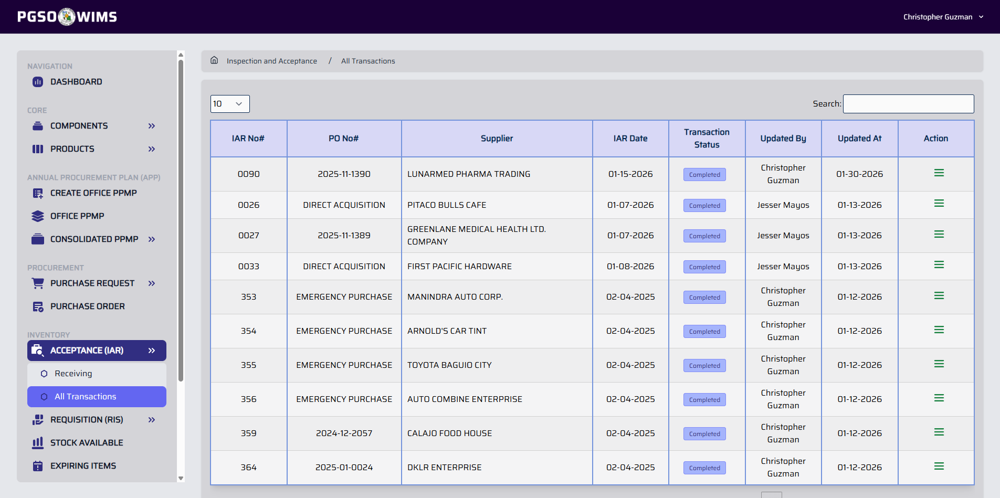 PGSO WIMS
Christopher Guzman
NAVIGATION
DASHBOARD
CORE
COMPONENTS
PRODUCTS
ANNUAL PROCUREMENT PLAN (APP)
CREATE OFFICE PPMP
OFFICE PPMP
CONSOLIDATED PPMP
PROCUREMENT
PURCHASE REQUEST
PURCHASE ORDER
INVENTORY
ACCEPTANCE (IAR)
Receiving
All Transactions
REQUISITION (RIS)
STOCK AVAILABLE
EXPIRING ITEMS
Inspection and Acceptance / All Transactions
10
Search:
IAR No# PO No# Supplier IAR Date Transaction Status Updated By Updated At Action
0090 2025-11-1390 LUNARMED PHARMA TRADING 01-15-2026 Completed Christopher Guzman 01-30-2026
0026 DIRECT ACQUISITION PITACO BULLS CAFE 01-07-2026 Completed Jesser Mayos 01-13-2026
0027 2025-11-1389 GREENLANE MEDICAL HEALTH LTD. COMPANY 01-07-2026 Completed Jesser Mayos 01-13-2026
0033 DIRECT ACQUISITION FIRST PACIFIC HARDWARE 01-08-2026 Completed Jesser Mayos 01-13-2026
353 EMERGENCY PURCHASE MANINDRA AUTO CORP. 02-04-2025 Completed Christopher Guzman 01-12-2026
354 EMERGENCY PURCHASE ARNOLD'S CAR TINT 02-04-2025 Completed Christopher Guzman 01-12-2026
355 EMERGENCY PURCHASE TOYOTA BAGUIO CITY 02-04-2025 Completed Christopher Guzman 01-12-2026
356 EMERGENCY PURCHASE AUTO COMBINE ENTERPRISE 02-04-2025 Completed Christopher Guzman 01-12-2026
359 2024-12-2057 CALAJO FOOD HOUSE 02-04-2025 Completed Christopher Guzman 01-12-2026
364 2025-01-0024 DKLR ENTERPRISE 02-04-2025 Completed Christopher Guzman 01-12-2026